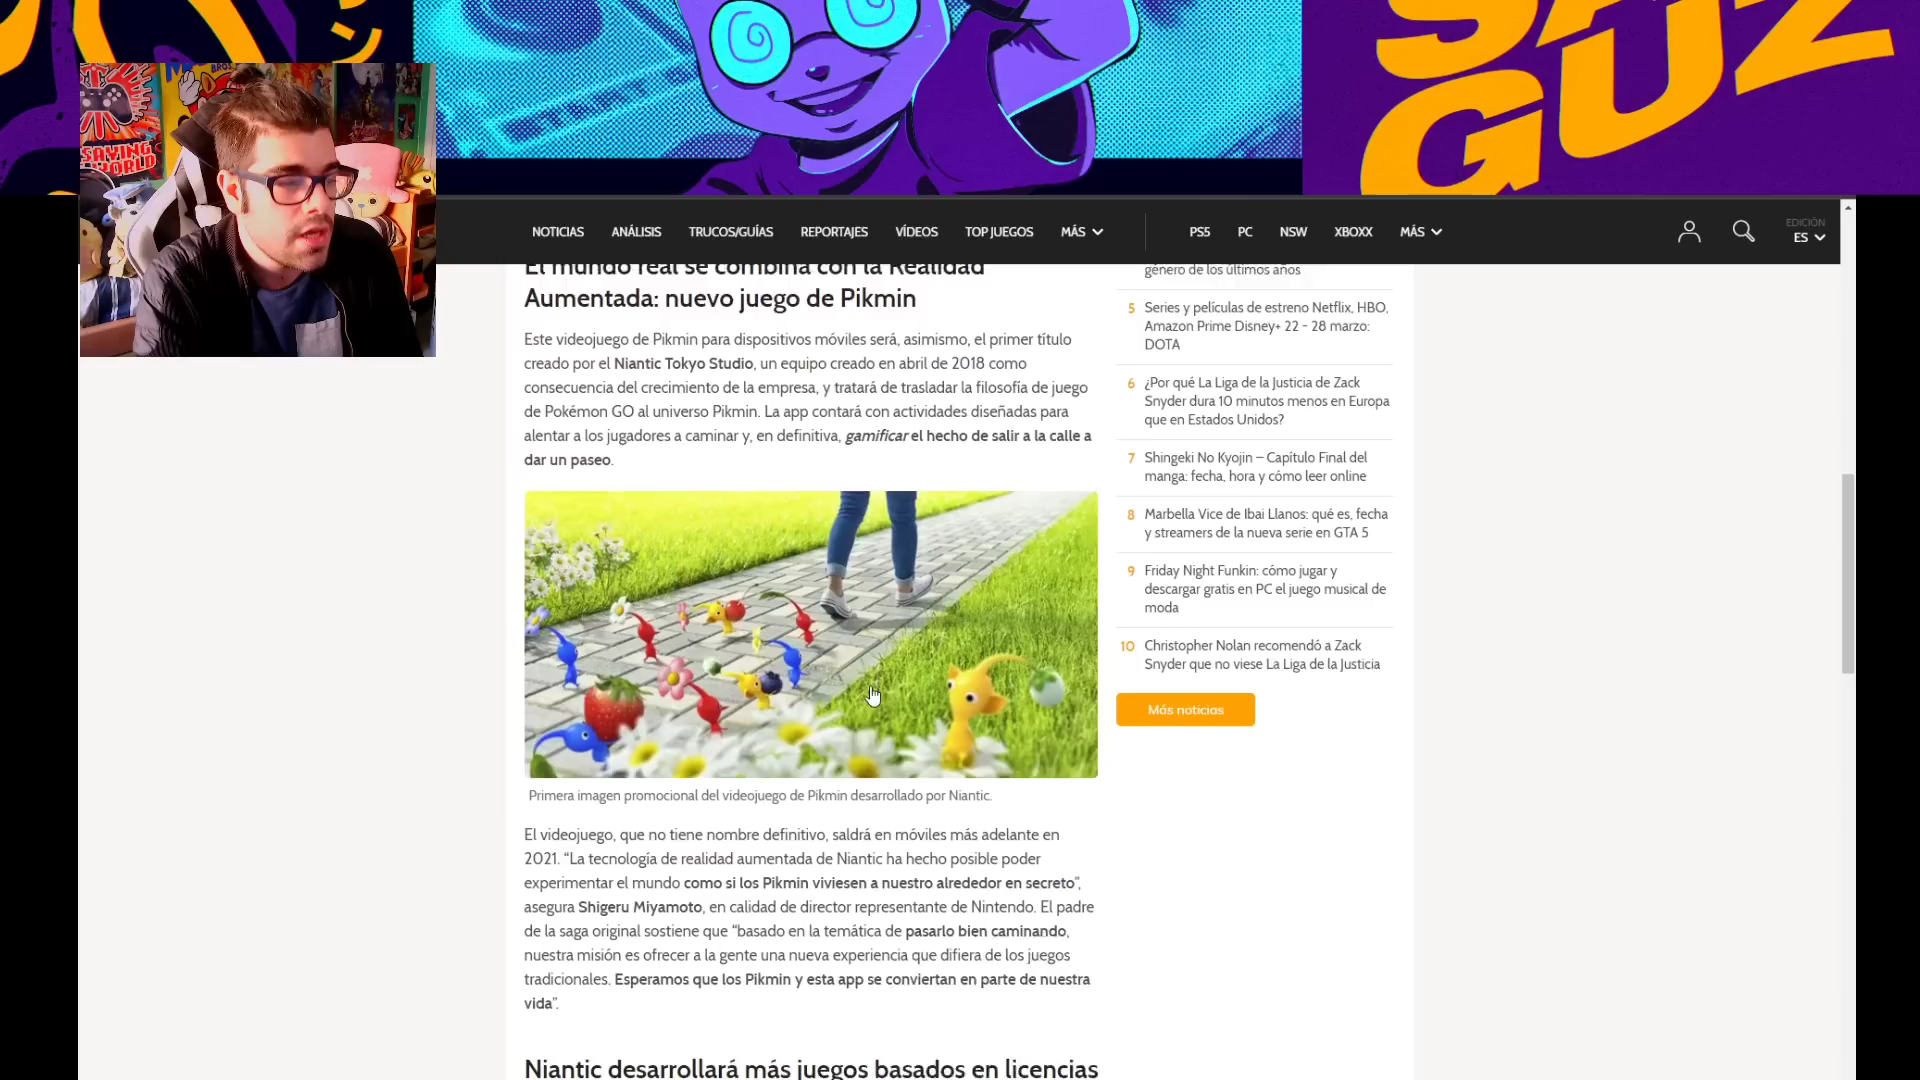 START
SA
GUZ
BROS
SAYING
WORLD
NOTICIAS ANÁLISIS TRUCOS/GUÍAS REPORTAJES VÍDEOS TOP JUEGOS MÁS PS5 PC NSW XBOXX MÁS EDICIÓN ES
El mundo real se combina con la Realidad
Aumentada: nuevo juego de Pikmin
Este videojuego de Pikmin para dispositivos móviles será, asimismo, el primer título
creado por el Niantic Tokyo Studio, un equipo creado en abril de 2018 como
consecuencia del crecimiento de la empresa, y tratará de trasladar la filosofía de juego
de Pokémon GO al universo Pikmin. La app contará con actividades diseñadas para
alentar a los jugadores a caminar y, en definitiva, gamificar el hecho de salir a la calle a
dar un paseo.
Primera imagen promocional del videojuego de Pikmin desarrollado por Niantic.
El videojuego, que no tiene nombre definitivo, saldrá en móviles más adelante en
2021. “La tecnología de realidad aumentada de Niantic ha hecho posible poder
experimentar el mundo como si los Pikmin viviesen a nuestro alrededor en secreto”,
asegura Shigeru Miyamoto, en calidad de director representante de Nintendo. El padre
de la saga original sostiene que “basado en la temática de pasarlo bien caminando,
nuestra misión es ofrecer a la gente una nueva experiencia que difiera de los juegos
tradicionales. Esperamos que los Pikmin y esta app se conviertan en parte de nuestra
vida”.
Niantic desarrollará más juegos basados en licencias
género de los últimos años
5 Series y películas de estreno Netflix, HBO,
Amazon Prime Disney+ 22 - 28 marzo:
DOTA
6 ¿Por qué La Liga de la Justicia de Zack
Snyder dura 10 minutos menos en Europa
que en Estados Unidos?
7 Shingeki No Kyojin – Capítulo Final del
manga: fecha, hora y cómo leer online
8 Marbella Vice de Ibai Llanos: qué es, fecha
y streamers de la nueva serie en GTA 5
9 Friday Night Funkin: cómo jugar y
descargar gratis en PC el juego musical de
moda
10 Christopher Nolan recomendó a Zack
Snyder que no viese La Liga de la Justicia
Más noticias